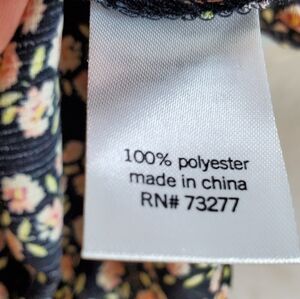 100% polyester
made in china
RN# 73277